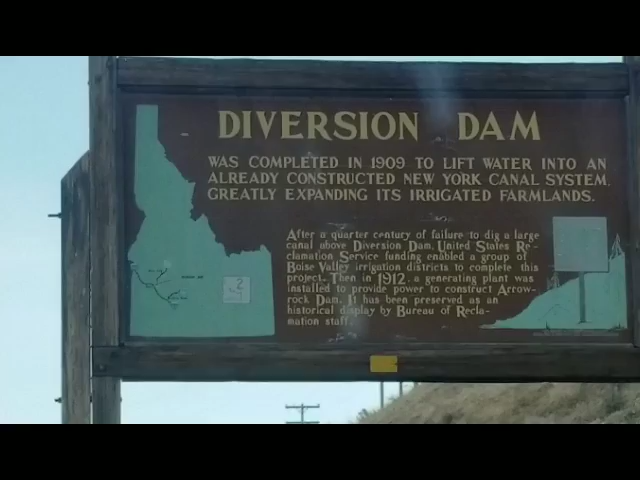 DIVERSION DAM
WAS COMPLETED IN 1909 TO LIFT WATER INTO AN
ALREADY CONSTRUCTED NEW YORK CANAL SYSTEM,
GREATLY EXPANDING ITS IRRIGATED FARMLANDS.
After a quarter century of failure to dig a large
canal above Diversion Dam, United States Re-
clamation Service funding enabled a group of
Boise Valley irrigation districts to complete this
project. Then in 1912, a generating plant was
installed to provide power to construct Arrow-
rock Dam. It has been preserved as an
historical display by Bureau of Recla-
mation staff.
2